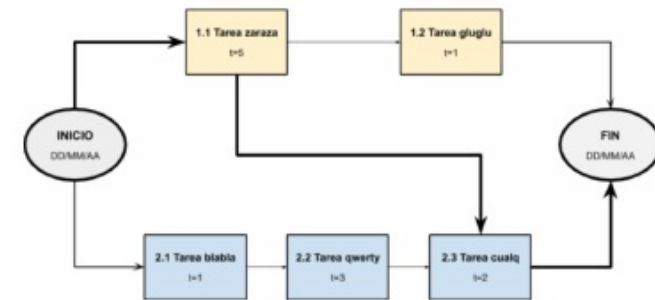 1.1 Tarea zaraza
t=5
1.2 Tarea gluglu
t=1
INICIO
DD/MM/AA
FIN
DD/MM/AA
2.1 Tarea blabla
t=1
2.2 Tarea qwerty
t=3
2.3 Tarea cualq
t=2